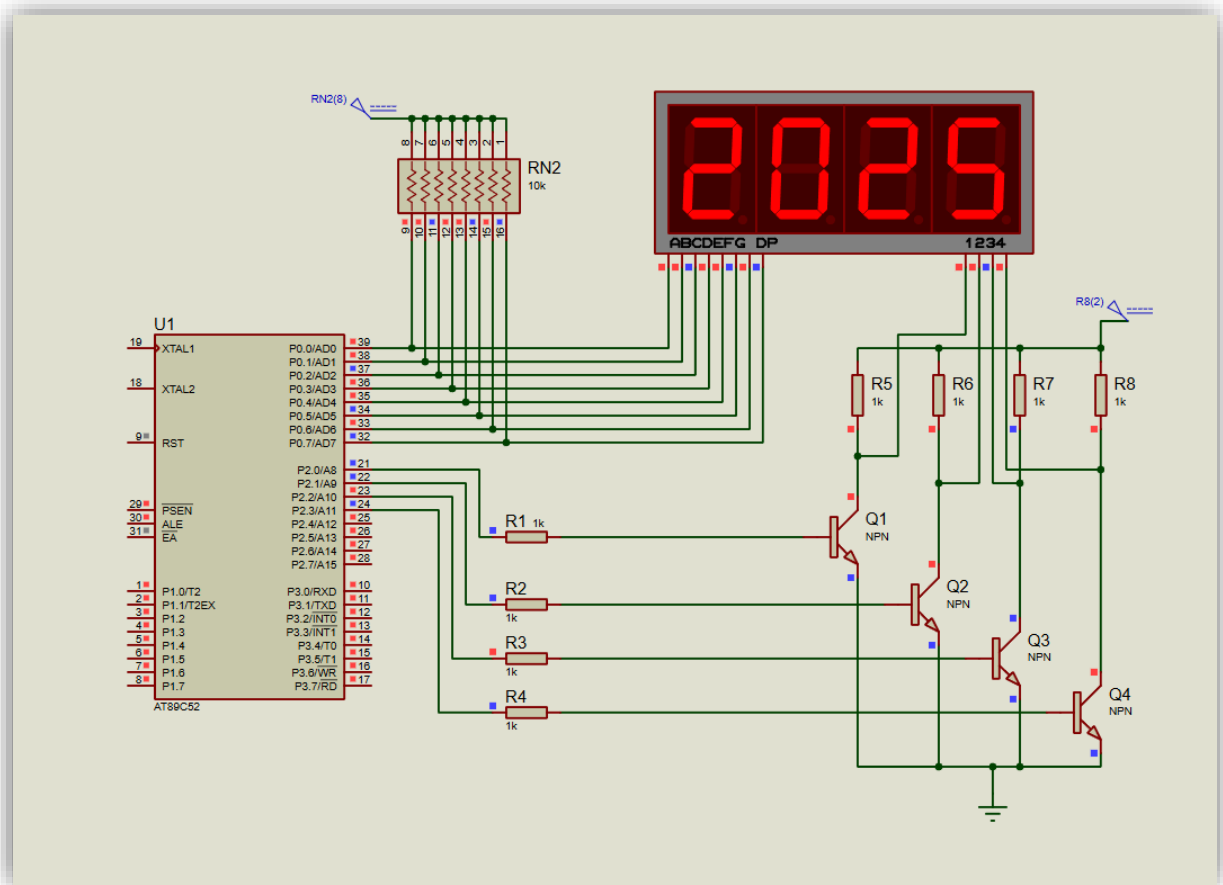 RN2(8)
8 7 6 5 4 3 2 1
RN2
10k
9 10 11 12 13 14 15 16
2025
ABCDEFG DP 1234
R8(2)
U1
19 XTAL1
18 XTAL2
9 RST
29 PSEN
30 ALE
31 EA
1 P1.0/T2
2 P1.1/T2EX
3 P1.2
4 P1.3
5 P1.4
6 P1.5
7 P1.6
8 P1.7
P0.0/AD0 39
P0.1/AD1 38
P0.2/AD2 37
P0.3/AD3 36
P0.4/AD4 35
P0.5/AD5 34
P0.6/AD6 33
P0.7/AD7 32
P2.0/A8 21
P2.1/A9 22
P2.2/A10 23
P2.3/A11 24
P2.4/A12 25
P2.5/A13 26
P2.6/A14 27
P2.7/A15 28
P3.0/RXD 10
P3.1/TXD 11
P3.2/INT0 12
P3.3/INT1 13
P3.4/T0 14
P3.5/T1 15
P3.6/WR 16
P3.7/RD 17
AT89C52
R5
1k
R6
1k
R7
1k
R8
1k
R1 1k
R2
1k
R3
1k
R4
1k
Q1
NPN
Q2
NPN
Q3
NPN
Q4
NPN